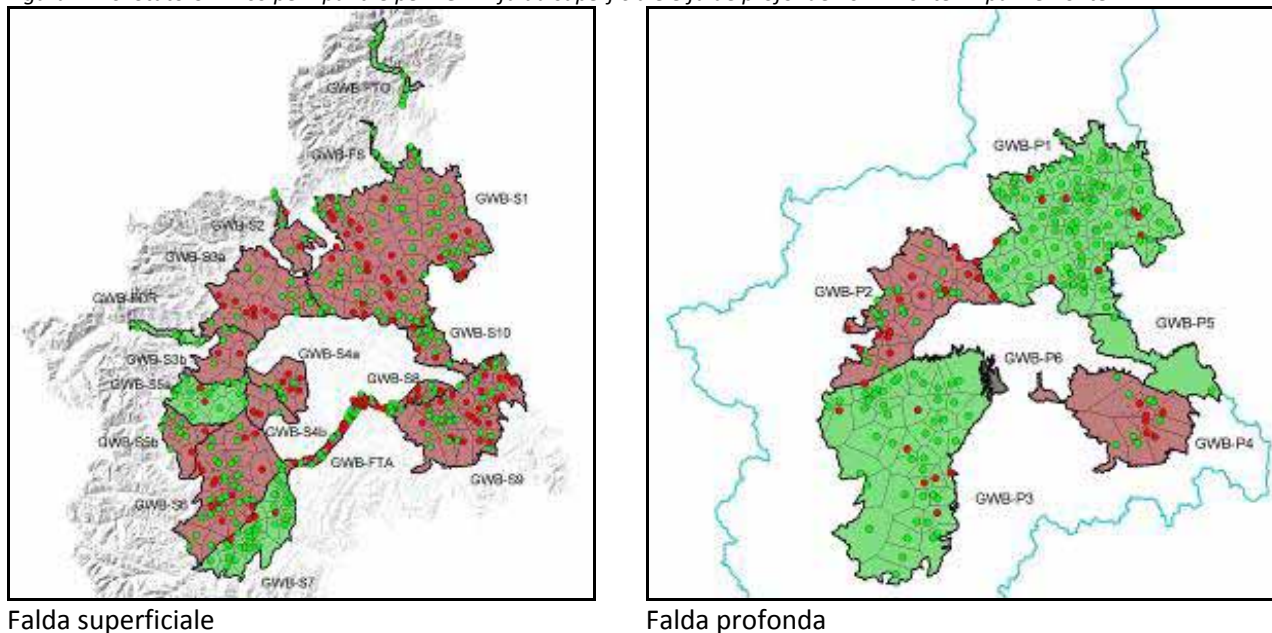 GWB-FTO
GWB-FS
GWB-S1
GWB-S2
GWB-S3a
GWB-FDR
GWB-S10
GWB-S3b
GWB-S4a
GWB-S8
GWB-S5a
GWB-S5b
GWB-S4b
GWB-FTA
GWB-S9
GWB-S6
GWB-S7
Falda superficiale
GWB-P1
GWB-P2
GWB-P5
GWB-P6
GWB-P4
GWB-P3
Falda profonda